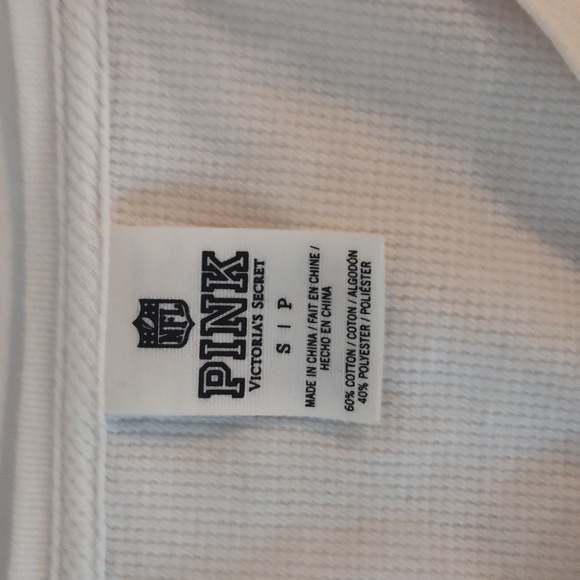 NFL
PINK
VICTORIA'S SECRET
S | P
MADE IN CHINA / FAIT EN CHINE /
HECHO EN CHINA
60% COTTON / COTON / ALGODÓN
40% POLYESTER / POLIÉSTER